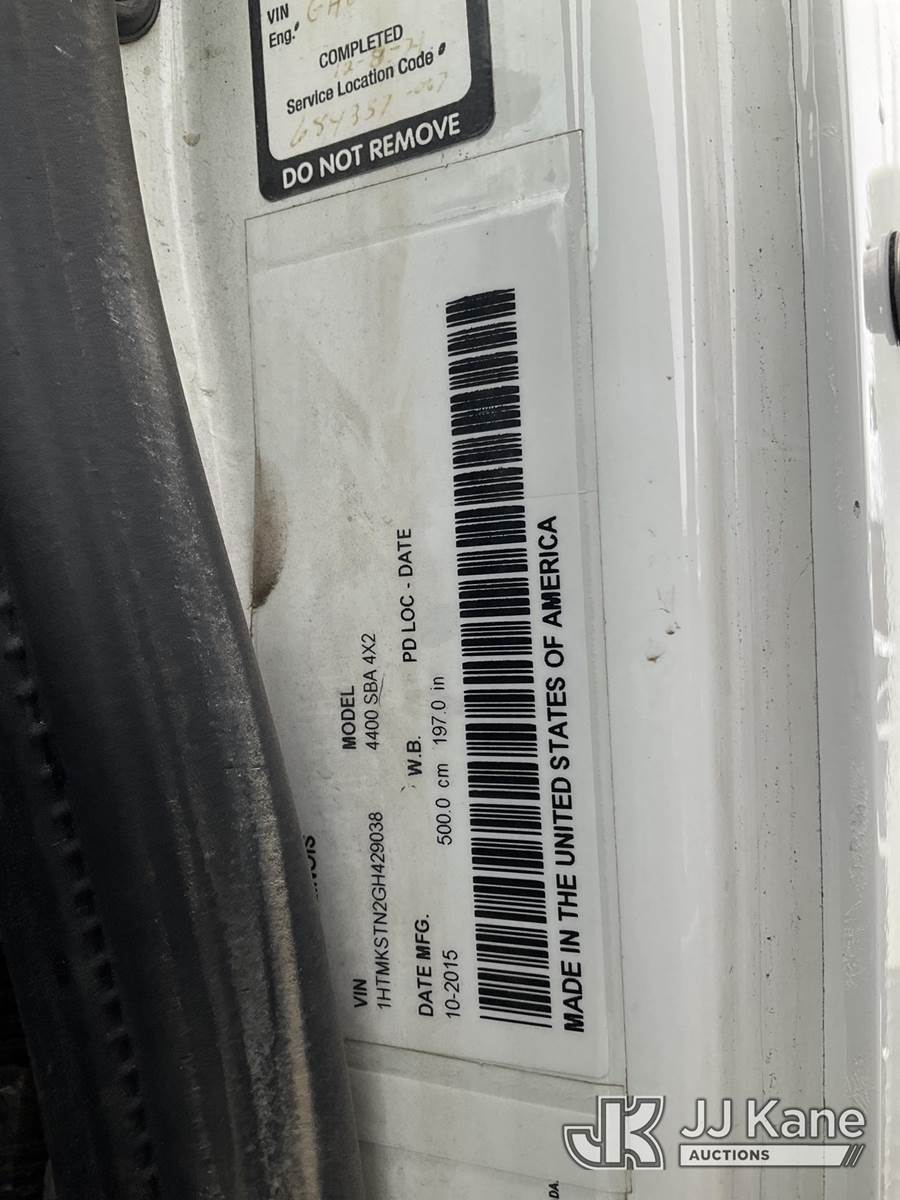 VIN
Eng.#
COMPLETED
Service Location Code #
DO NOT REMOVE
VIN MODEL
1HTMKSTN2GH429038 4400 SBA 4X2
DATE MFG. W.B. PD LOC - DATE
10-2015 500.0 cm 197.0 in
MADE IN THE UNITED STATES OF AMERICA
DA.
JK JJ Kane
AUCTIONS